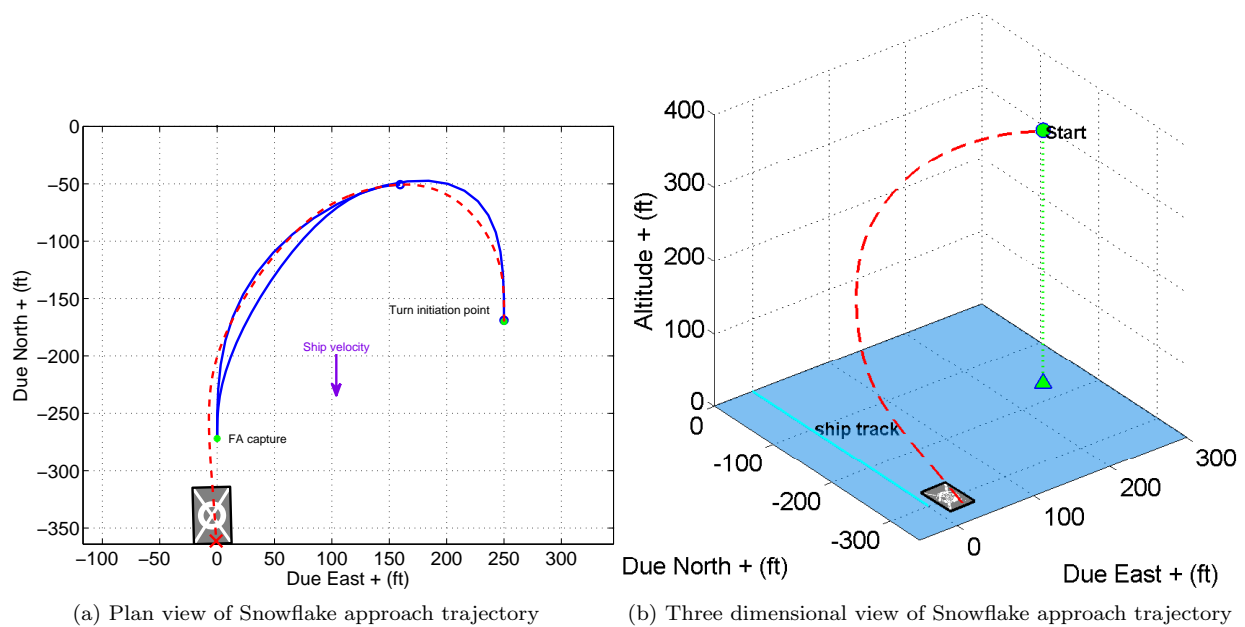 0
−50
−100
−150
−200
−250
−300
−350
Due North + (ft)
−100 −50 0 50 100 150 200 250 300
Due East + (ft)
Turn initiation point
Ship velocity
FA capture
(a) Plan view of Snowflake approach trajectory
400
300
200
100
0
Altitude + (ft)
Start
ship track
0
-100
-200
-300
Due North + (ft)
0
100
200
300
Due East + (ft)
(b) Three dimensional view of Snowflake approach trajectory